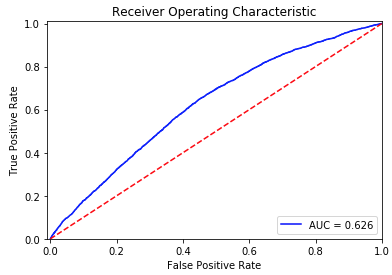 Receiver Operating Characteristic
True Positive Rate
1.0
0.8
0.6
0.4
0.2
0.0
AUC = 0.626
0.0 0.2 0.4 0.6 0.8 1.0
False Positive Rate